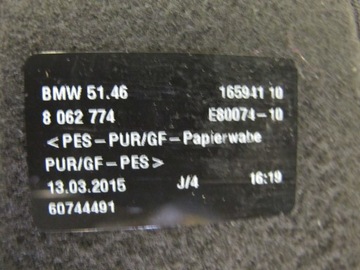 BMW 51.46 165941 10
8 062 774 E80074-10
<PES-PUR/GF-Papierwabe
PUR/GF-PES>
13.03.2015 J/4 16:19
60744491